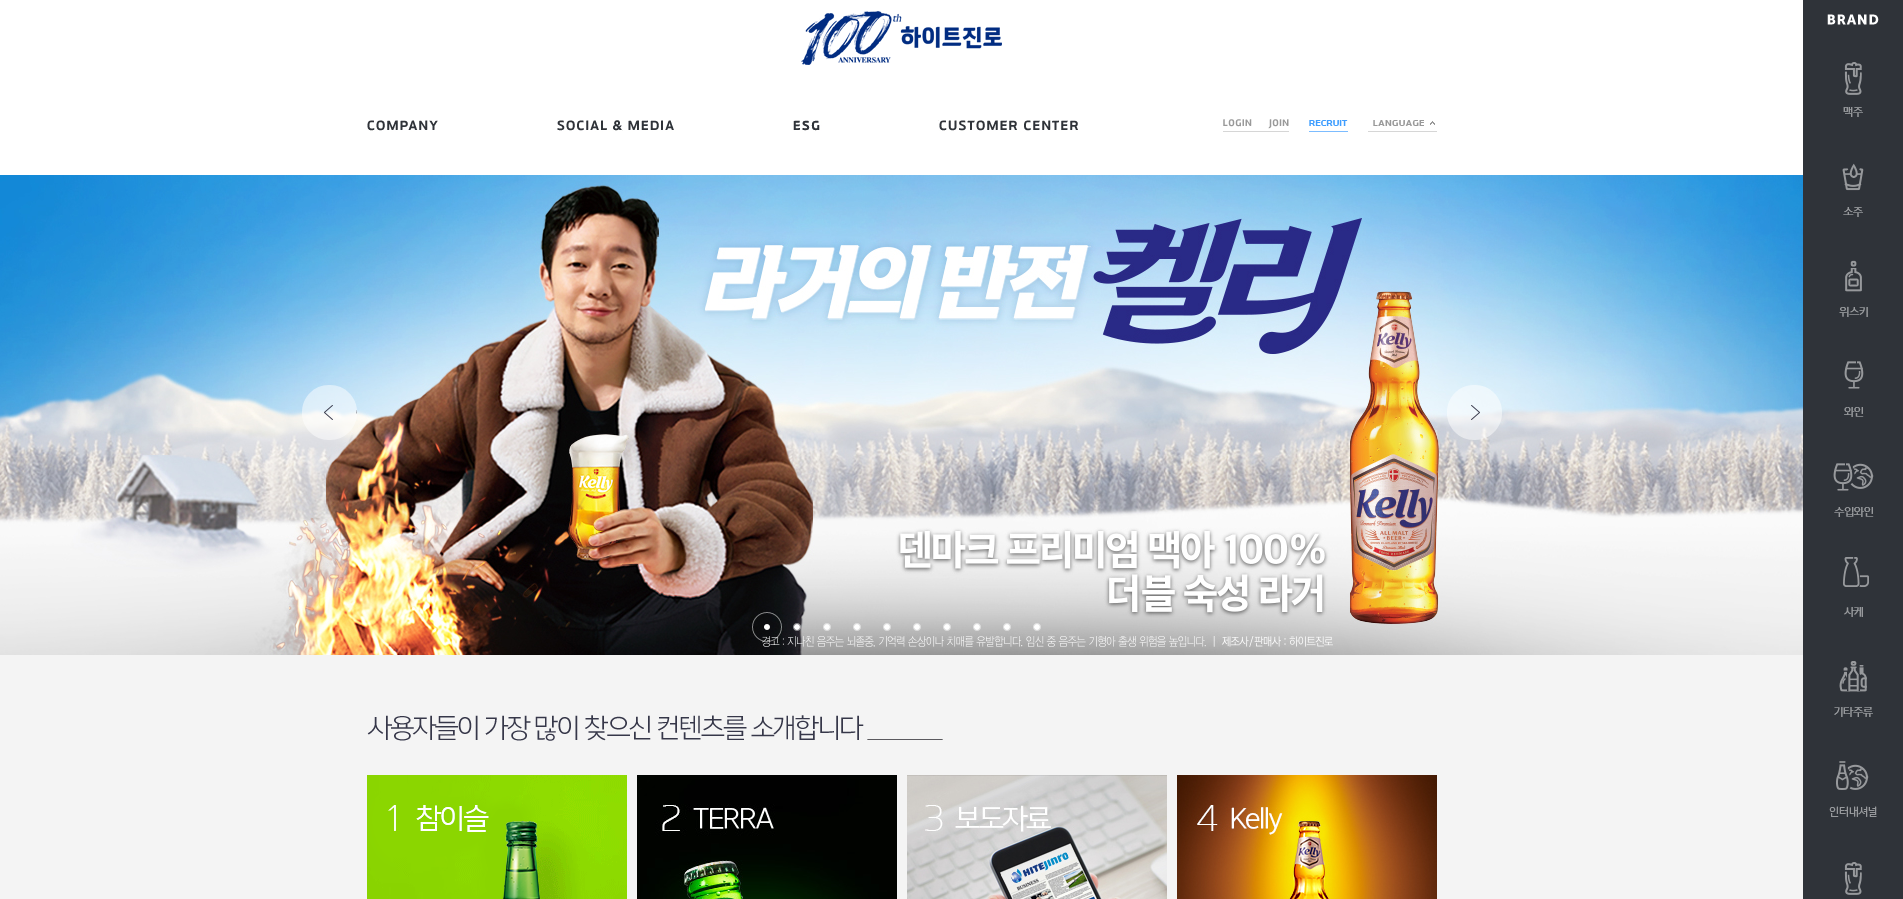 100th
ANNIVERSARY
하이트진로
COMPANY
SOCIAL & MEDIA
ESG
CUSTOMER CENTER
LOGIN
JOIN
RECRUIT
LANGUAGE
라거의 반전 켈리
Kelly
Kelly
Kelly
ALL MALT
BEER
덴마크 프리미엄 맥아 100%
더블 숙성 라거
경고 : 지나친 음주는 뇌졸중, 기억력 손상이나 치매를 유발합니다. 임신 중 음주는 기형아 출생 위험을 높입니다. | 제조사/판매사 : 하이트진로
사용자들이 가장 많이 찾으신 컨텐츠를 소개합니다
1 참이슬
2 TERRA
3 보도자료
HITEJINRO
BUSINESS
4 Kelly
Kelly
BRAND
맥주
소주
위스키
와인
수입와인
사케
기타주류
인터내셔널